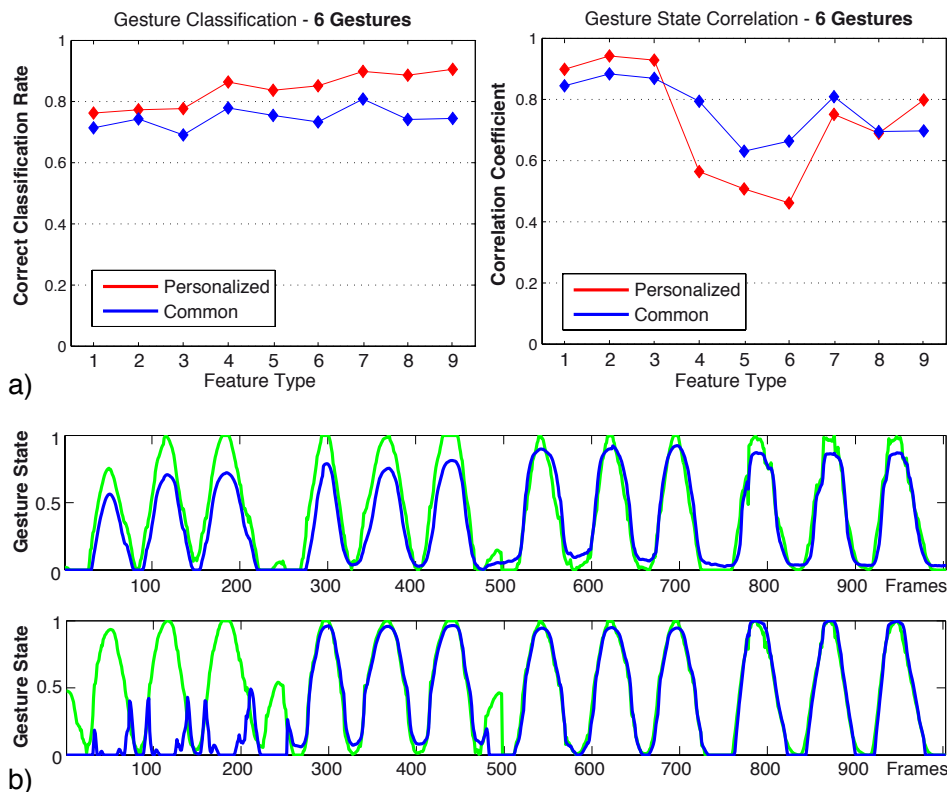 Gesture Classification - 6 Gestures
Correct Classification Rate
1
0.8
0.6
0.4
0.2
0
Personalized
Common
1 2 3 4 5 6 7 8 9
Feature Type
Gesture State Correlation - 6 Gestures
Correlation Coefficient
1
0.8
0.6
0.4
0.2
0
Personalized
Common
1 2 3 4 5 6 7 8 9
Feature Type
a)
Gesture State
1
0.5
0
100 200 300 400 500 600 700 800 900 Frames
Gesture State
1
0.5
0
100 200 300 400 500 600 700 800 900 Frames
b)